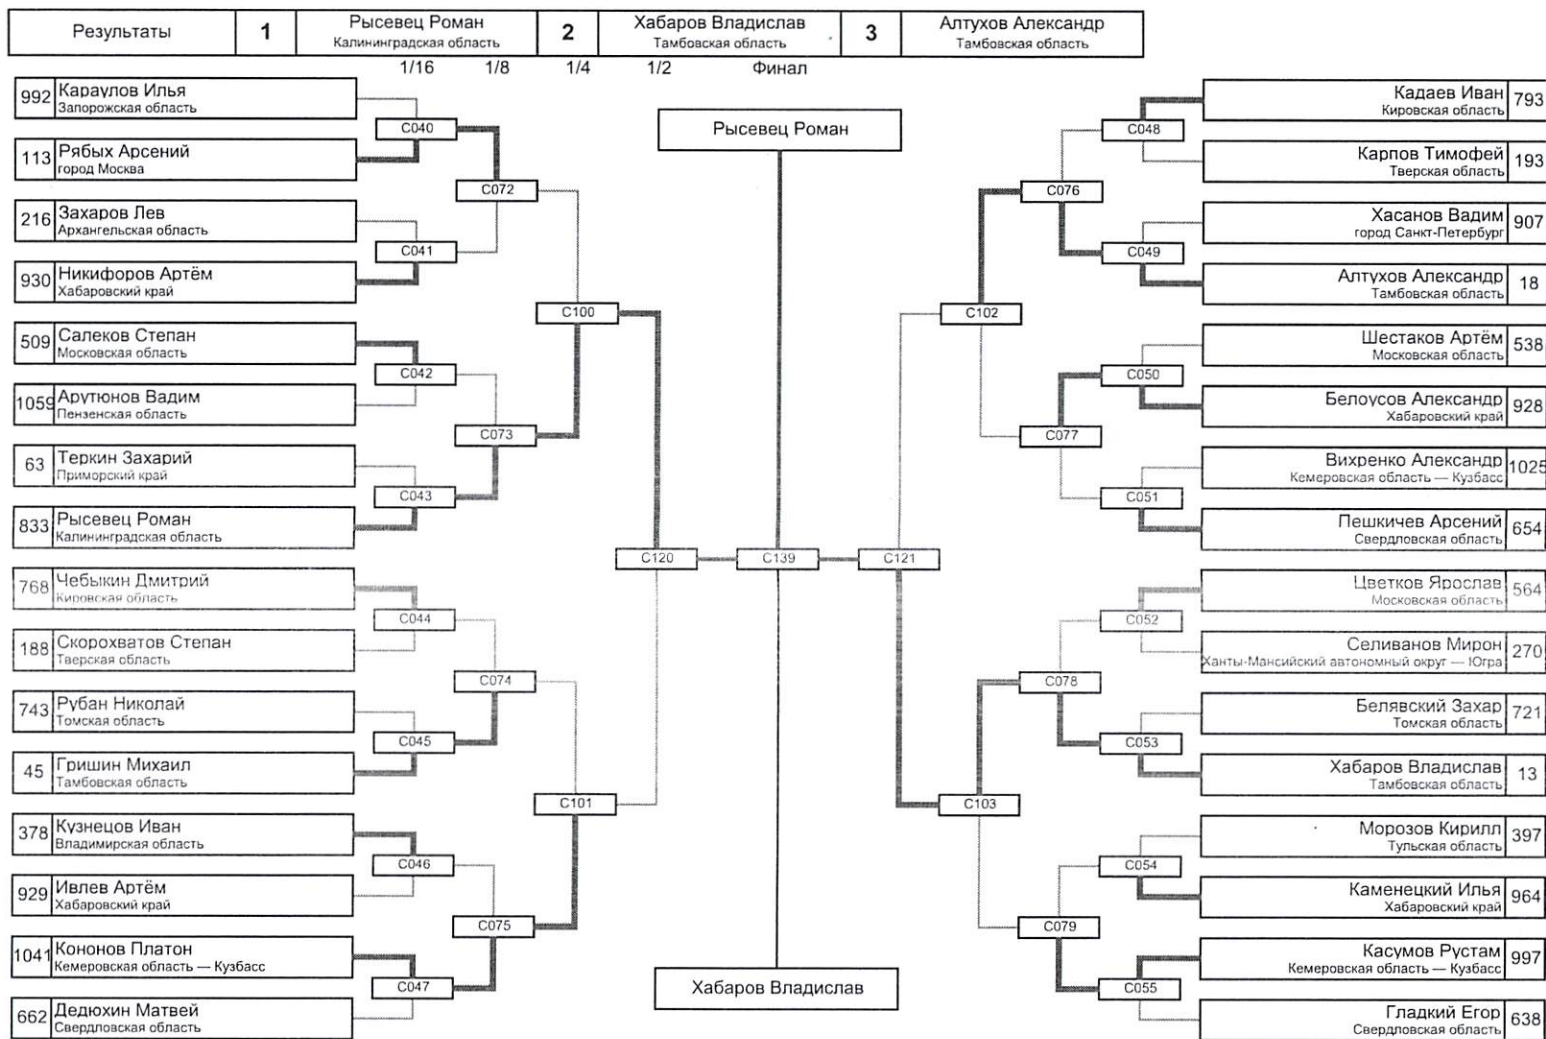 Результаты 1 Рысевец Роман 2 Хабаров Владислав 3 Алтухов Александр
Калининградская область Тамбовская область Тамбовская область
1/16 1/8 1/4 1/2 Финал
992 Караулов Илья
Запорожская область
C040
113 Рябых Арсений
город Москва
C072
216 Захаров Лев
Архангельская область
C041
930 Никифоров Артём
Хабаровский край
C100
509 Салеков Степан
Московская область
C042
1059 Арутюнов Вадим
Пензенская область
C073
63 Теркин Захарий
Приморский край
C043
833 Рысевец Роман
Калининградская область
C120
768 Чебыкин Дмитрий
Кировская область
C044
188 Скорохватов Степан
Тверская область
C074
743 Рубан Николай
Томская область
C045
45 Гришин Михаил
Тамбовская область
C101
378 Кузнецов Иван
Владимирская область
C046
929 Ивлев Артём
Хабаровский край
C075
1041 Кононов Платон
Кемеровская область — Кузбасс
C047
662 Дедюхин Матвей
Свердловская область
Рысевец Роман
C139
Хабаров Владислав
Кадаев Иван 793
Кировская область
C048
Карпов Тимофей 193
Тверская область
C076
Хасанов Вадим 907
город Санкт-Петербург
C049
Алтухов Александр 18
Тамбовская область
C102
Шестаков Артём 538
Московская область
C050
Белоусов Александр 928
Хабаровский край
C077
Вихренко Александр 1025
Кемеровская область — Кузбасс
C051
Пешкичев Арсений 654
Свердловская область
C121
Цветков Ярослав 564
Московская область
C052
Селиванов Мирон 270
Ханты-Мансийский автономный округ — Югра
C078
Белявский Захар 721
Томская область
C053
Хабаров Владислав 13
Тамбовская область
C103
Морозов Кирилл 397
Тульская область
C054
Каменецкий Илья 964
Хабаровский край
C079
Касумов Рустам 997
Кемеровская область — Кузбасс
C055
Гладкий Егор 638
Свердловская область